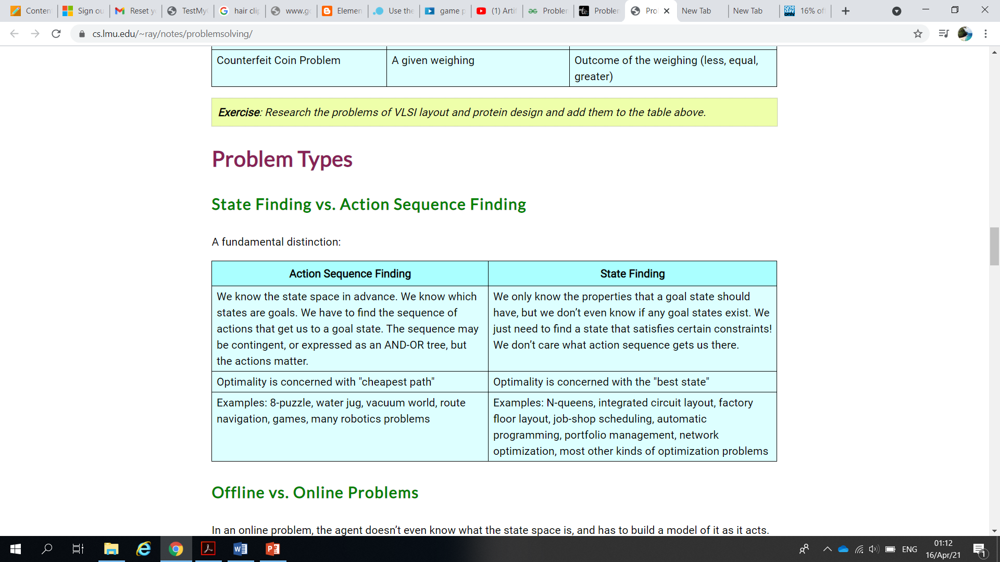 Conten
Sign ou
Reset y
TestMy
hair clip
www.go
Elemen
Use the
game p
(1) Arti
Problem
Problem
Pro
New Tab
New Tab
16% of
cs.lmu.edu/~ray/notes/problemsolving/
Counterfeit Coin Problem
A given weighing
Outcome of the weighing (less, equal,
greater)
Exercise: Research the problems of VLSI layout and protein design and add them to the table above.
Problem Types
State Finding vs. Action Sequence Finding
A fundamental distinction:
Action Sequence Finding
State Finding
We know the state space in advance. We know which
states are goals. We have to find the sequence of
actions that get us to a goal state. The sequence may
be contingent, or expressed as an AND-OR tree, but
the actions matter.
We only know the properties that a goal state should
have, but we don’t even know if any goal states exist. We
just need to find a state that satisfies certain constraints!
We don’t care what action sequence gets us there.
Optimality is concerned with "cheapest path"
Optimality is concerned with the "best state"
Examples: 8-puzzle, water jug, vacuum world, route
navigation, games, many robotics problems
Examples: N-queens, integrated circuit layout, factory
floor layout, job-shop scheduling, automatic
programming, portfolio management, network
optimization, most other kinds of optimization problems
Offline vs. Online Problems
In an online problem, the agent doesn’t even know what the state space is, and has to build a model of it as it acts.
ENG
01:12
16/Apr/21
1